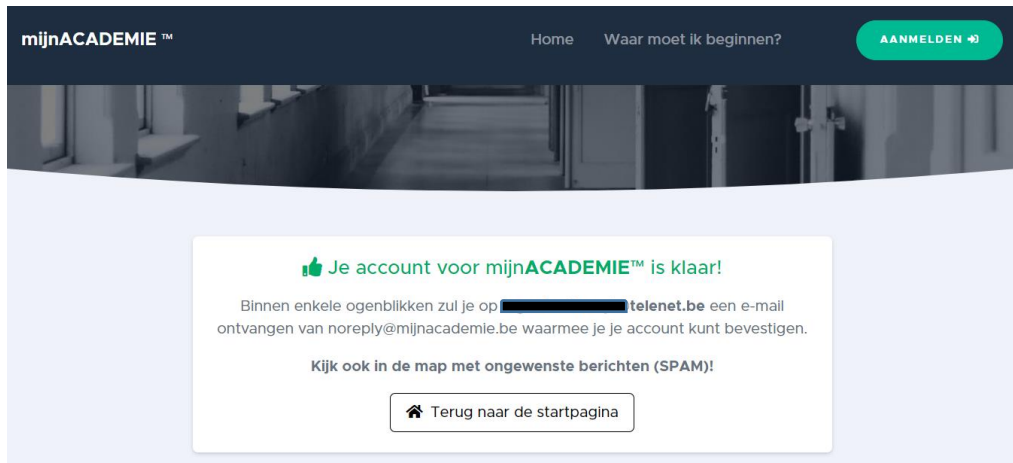 mijnACADEMIE ™
Home
Waar moet ik beginnen?
AANMELDEN
Je account voor mijnACADEMIE™ is klaar!
Binnen enkele ogenblikken zul je op telenet.be een e-mail
ontvangen van noreply@mijnacademie.be waarmee je je account kunt bevestigen.
Kijk ook in de map met ongewenste berichten (SPAM)!
Terug naar de startpagina